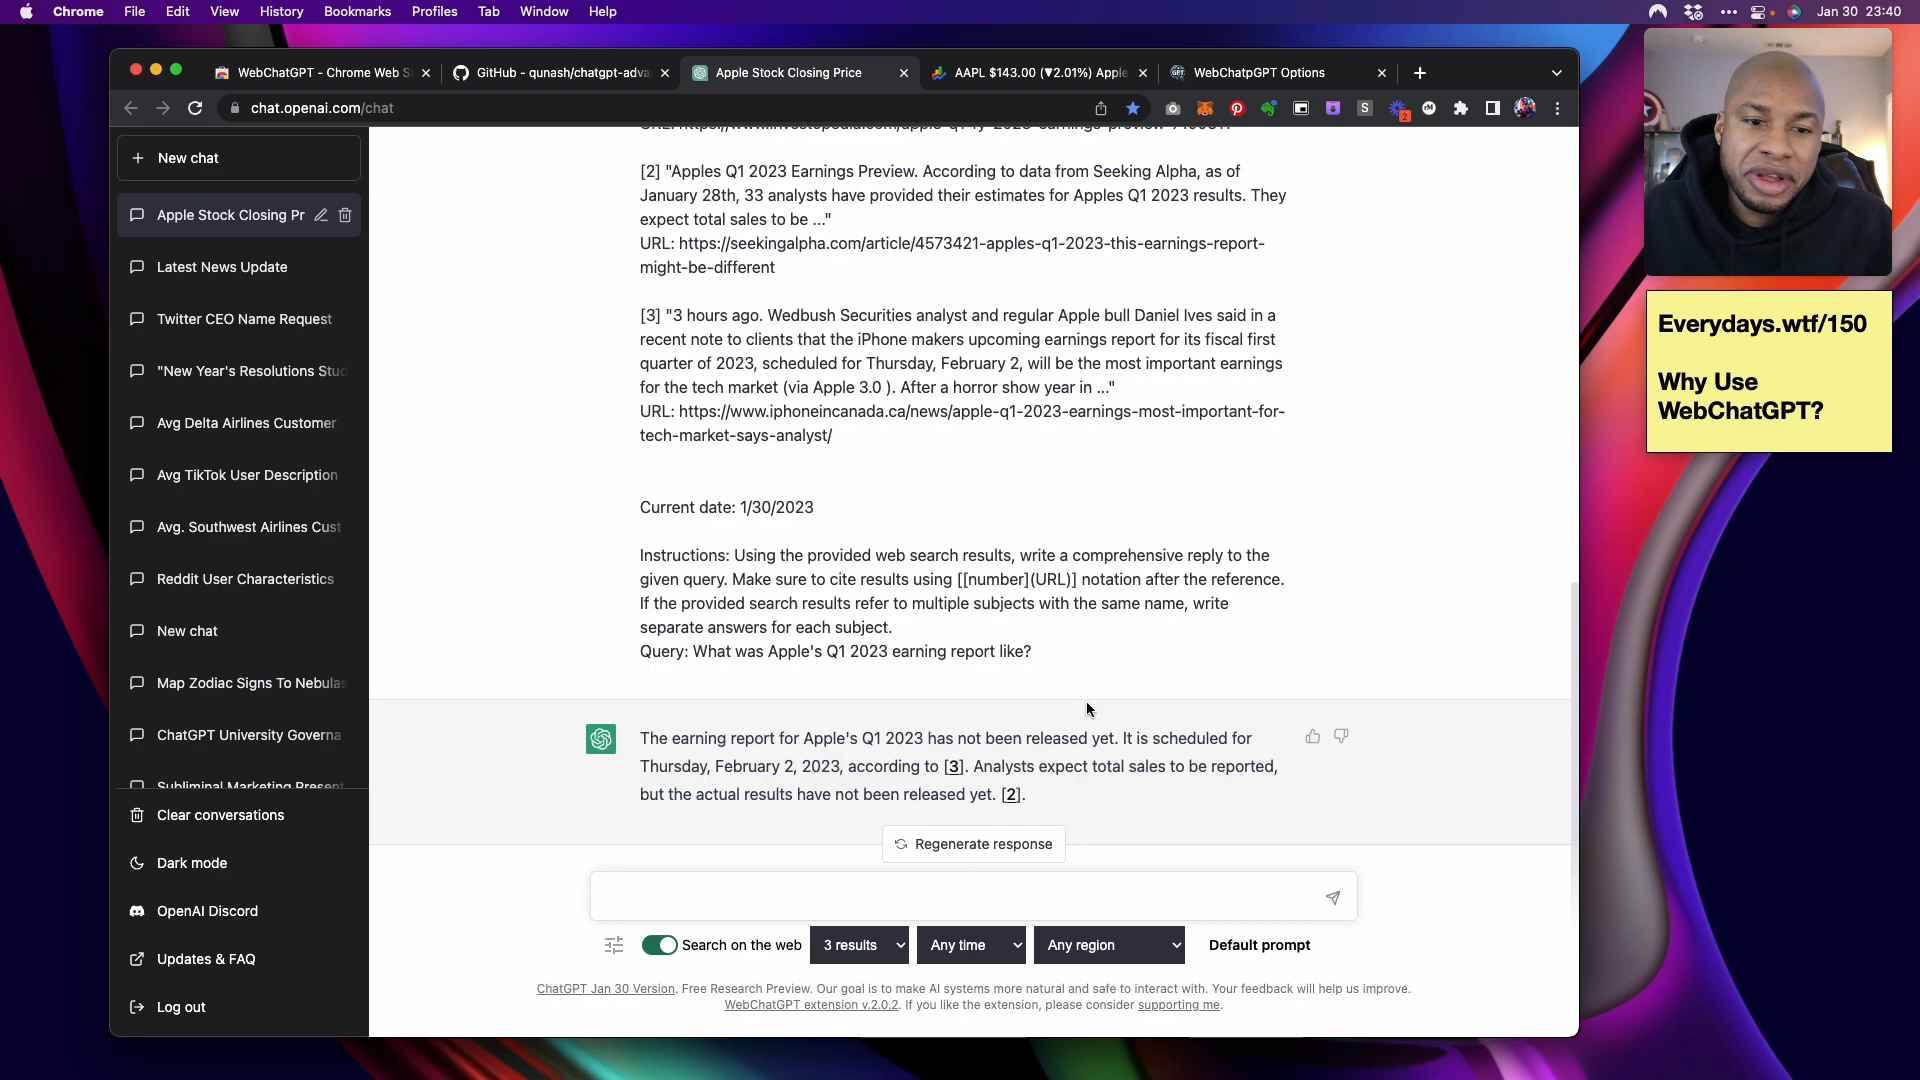 Chrome File Edit View History Bookmarks Profiles Tab Window Help Jan 30 23:40
WebChatGPT - Chrome Web S
GitHub - qunash/chatgpt-adva
Apple Stock Closing Price
AAPL $143.00 (▼2.01%) Apple
WebChatpGPT Options
chat.openai.com/chat
2
New chat
Apple Stock Closing Pr
Latest News Update
Twitter CEO Name Request
"New Year's Resolutions Stud
Avg Delta Airlines Customer
Avg TikTok User Description
Avg. Southwest Airlines Cust
Reddit User Characteristics
New chat
Map Zodiac Signs To Nebulas
ChatGPT University Governa
Subliminal Marketing Present
Clear conversations
Dark mode
OpenAI Discord
Updates & FAQ
Log out
[2] "Apples Q1 2023 Earnings Preview. According to data from Seeking Alpha, as of
January 28th, 33 analysts have provided their estimates for Apples Q1 2023 results. They
expect total sales to be ..."
URL: https://seekingalpha.com/article/4573421-apples-q1-2023-this-earnings-report-
might-be-different
[3] "3 hours ago. Wedbush Securities analyst and regular Apple bull Daniel Ives said in a
recent note to clients that the iPhone makers upcoming earnings report for its fiscal first
quarter of 2023, scheduled for Thursday, February 2, will be the most important earnings
for the tech market (via Apple 3.0 ). After a horror show year in ..."
URL: https://www.iphoneincanada.ca/news/apple-q1-2023-earnings-most-important-for-
tech-market-says-analyst/
Current date: 1/30/2023
Instructions: Using the provided web search results, write a comprehensive reply to the
given query. Make sure to cite results using [[number](URL)] notation after the reference.
If the provided search results refer to multiple subjects with the same name, write
separate answers for each subject.
Query: What was Apple's Q1 2023 earning report like?
The earning report for Apple's Q1 2023 has not been released yet. It is scheduled for
Thursday, February 2, 2023, according to [3]. Analysts expect total sales to be reported,
but the actual results have not been released yet. [2].
Regenerate response
Search on the web 3 results Any time Any region Default prompt
ChatGPT Jan 30 Version. Free Research Preview. Our goal is to make AI systems more natural and safe to interact with. Your feedback will help us improve.
WebChatGPT extension v.2.0.2. If you like the extension, please consider supporting me.
Everydays.wtf/150
Why Use
WebChatGPT?